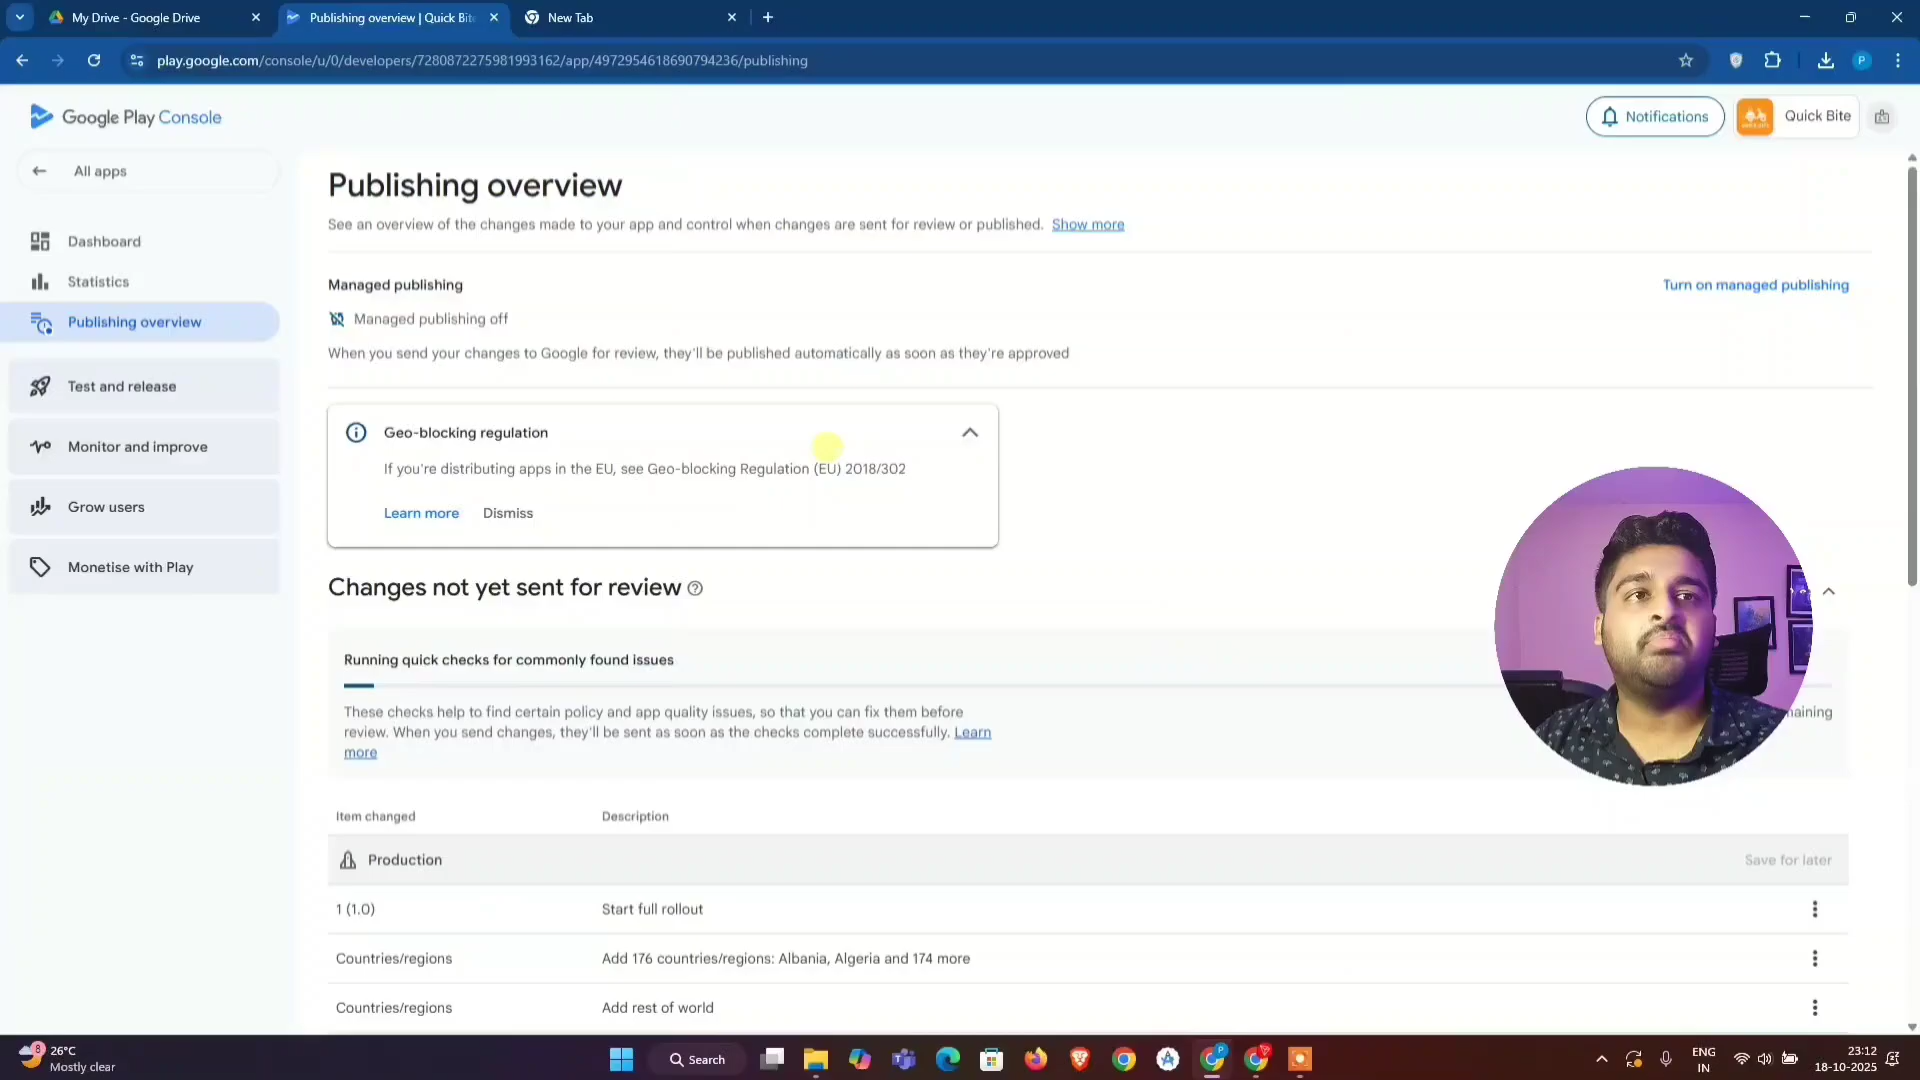 My Drive - Google Drive
Publishing overview | Quick Bite
New Tab
play.google.com/console/u/0/developers/7280872275981993162/app/4972954618690794236/publishing
P
Google Play Console
Notifications
Quick Bite
All apps
Dashboard
Statistics
Publishing overview
Test and release
Monitor and improve
Grow users
Monetise with Play
Publishing overview
See an overview of the changes made to your app and control when changes are sent for review or published. Show more
Managed publishing
Turn on managed publishing
Managed publishing off
When you send your changes to Google for review, they'll be published automatically as soon as they're approved
Geo-blocking regulation
If you're distributing apps in the EU, see Geo-blocking Regulation (EU) 2018/302
Learn more
Dismiss
Changes not yet sent for review
Running quick checks for commonly found issues
These checks help to find certain policy and app quality issues, so that you can fix them before
review. When you send changes, they'll be sent as soon as the checks complete successfully. Learn
more
Item changed
Description
Production
Save for later
1 (1.0)
Start full rollout
Countries/regions
Add 176 countries/regions: Albania, Algeria and 174 more
Countries/regions
Add rest of world
8
26°C
Mostly clear
Search
P
ENG
IN
23:12
18-10-2025